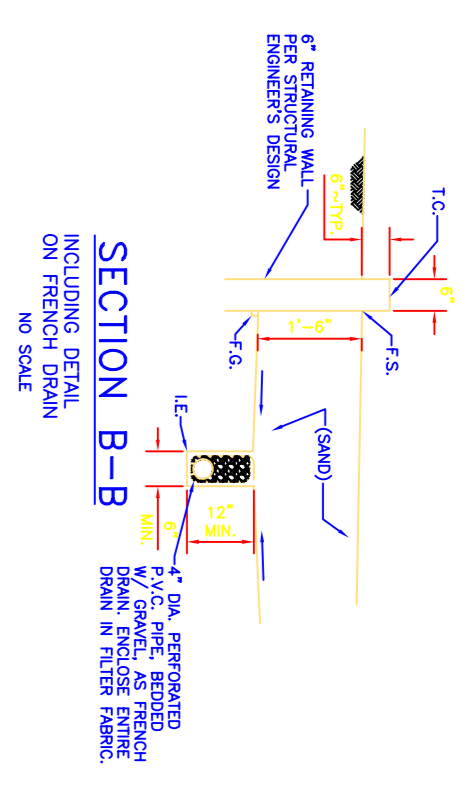 T.C.
6"
6"~TYP.
6" RETAINING WALL
PER STRUCTURAL
ENGINEER'S DESIGN
F.S.
1'-6"
F.G.
(SAND)
I.E.
12"
MIN.
6"
MIN.
4" DIA. PERFORATED
P.V.C. PIPE, BEDDED
W/ GRAVEL, AS FRENCH
DRAIN. ENCLOSE ENTIRE
DRAIN IN FILTER FABRIC.
SECTION B-B
INCLUDING DETAIL
ON FRENCH DRAIN
NO SCALE